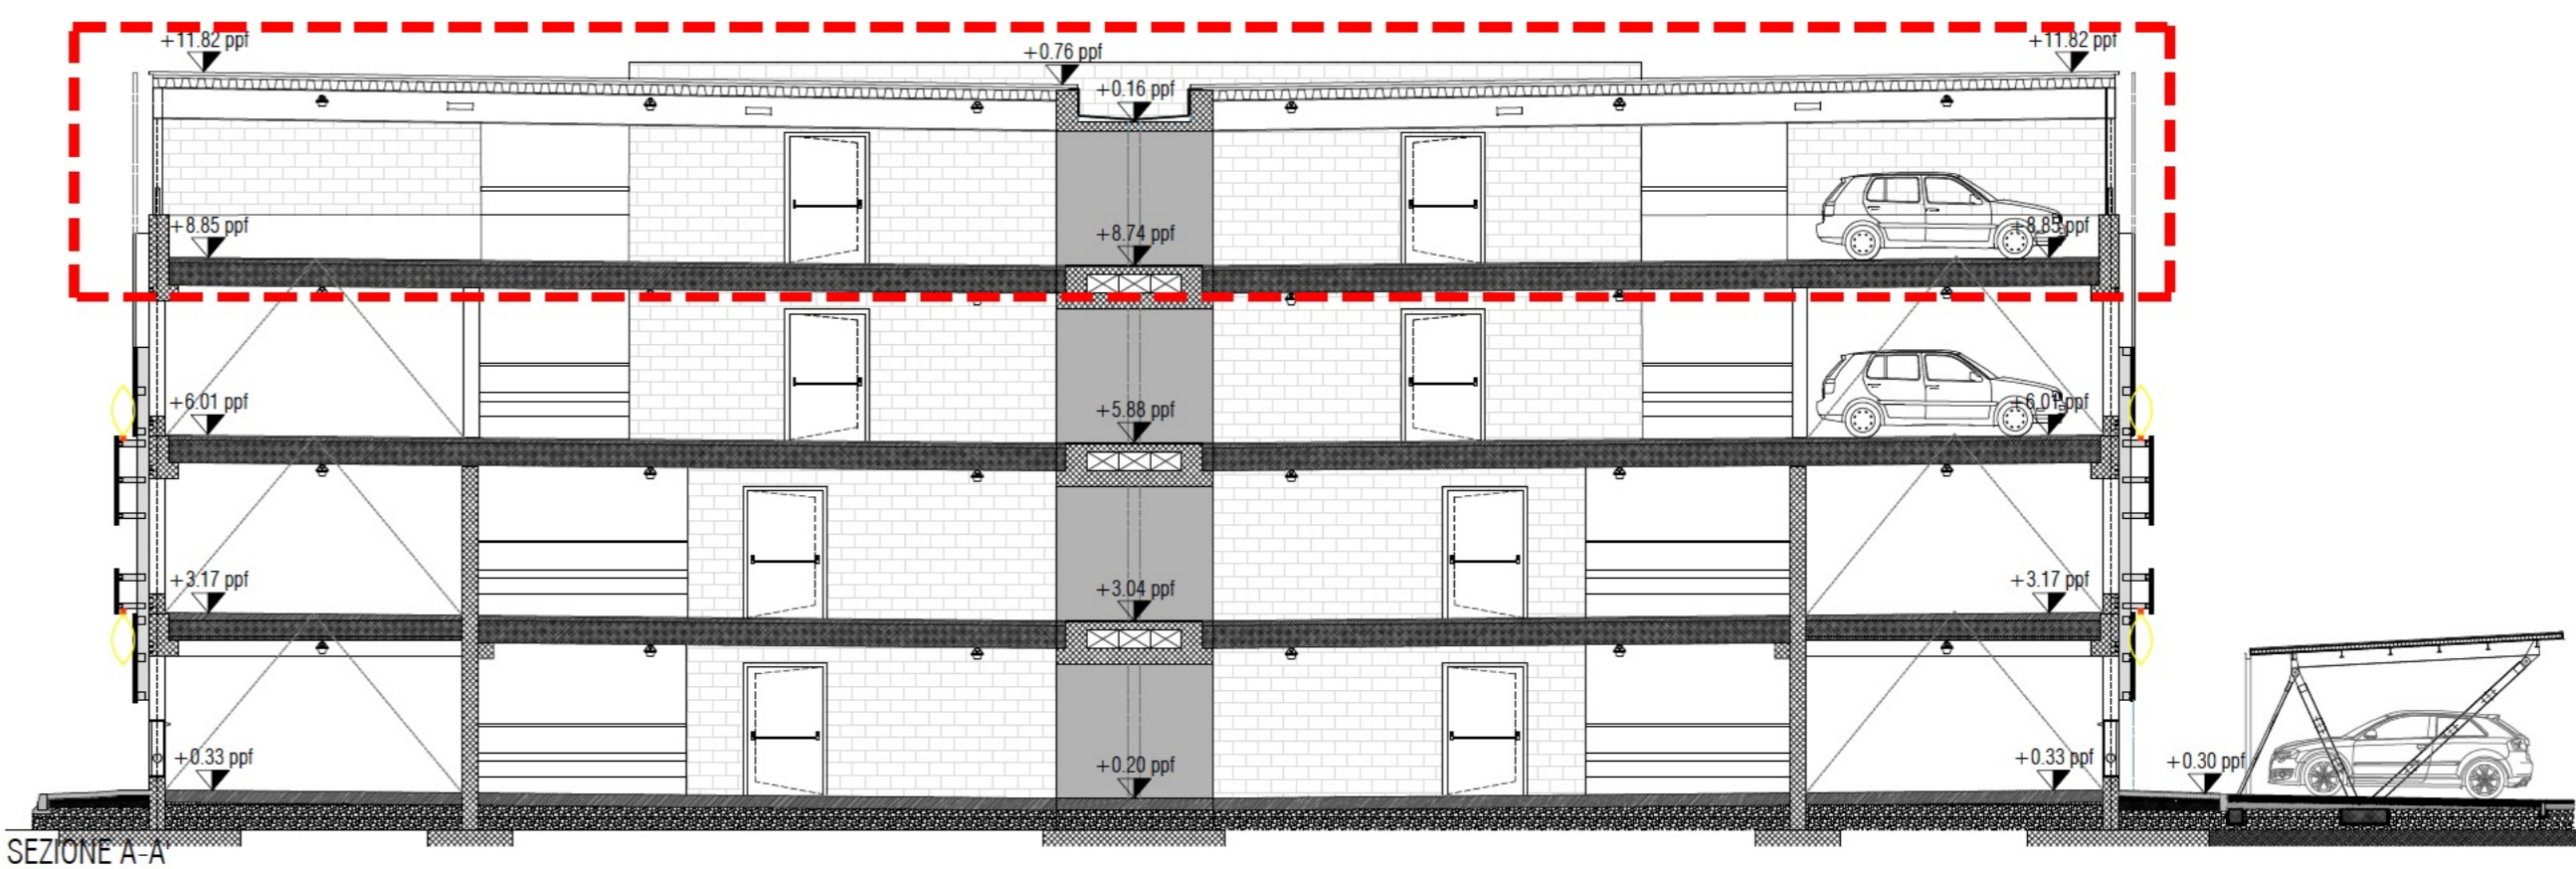 +11.82 ppf
+0.76 ppf
+11.82 ppf
+0.16 ppf
+8.85 ppf
+8.74 ppf
+8.85 ppf
+6.01 ppf
+5.88 ppf
+6.01 ppf
+3.17 ppf
+3.04 ppf
+3.17 ppf
+0.33 ppf
+0.20 ppf
+0.33 ppf
+0.30 ppf
SEZIONE A-A'